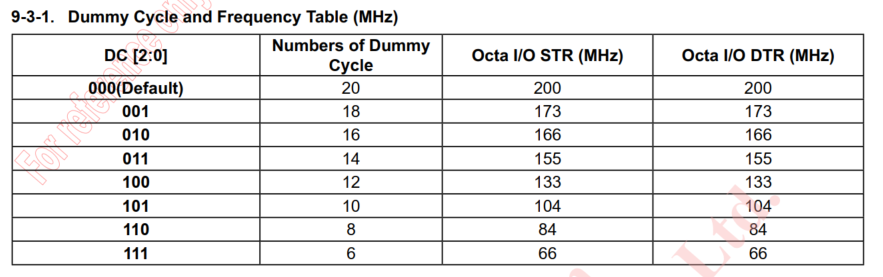 9-3-1. Dummy Cycle and Frequency Table (MHz)
DC [2:0] Numbers of Dummy Cycle Octa I/O STR (MHz) Octa I/O DTR (MHz)
000(Default) 20 200 200
001 18 173 173
010 16 166 166
011 14 155 155
100 12 133 133
101 10 104 104
110 8 84 84
111 6 66 66
For reference only
Ltd.